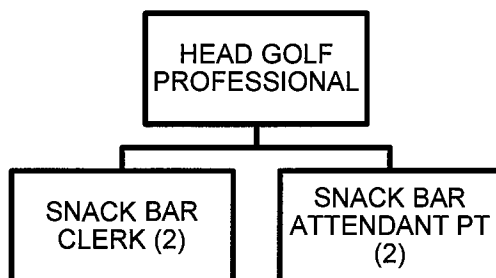 HEAD GOLF
PROFESSIONAL
SNACK BAR
CLERK (2)
SNACK BAR
ATTENDANT PT
(2)